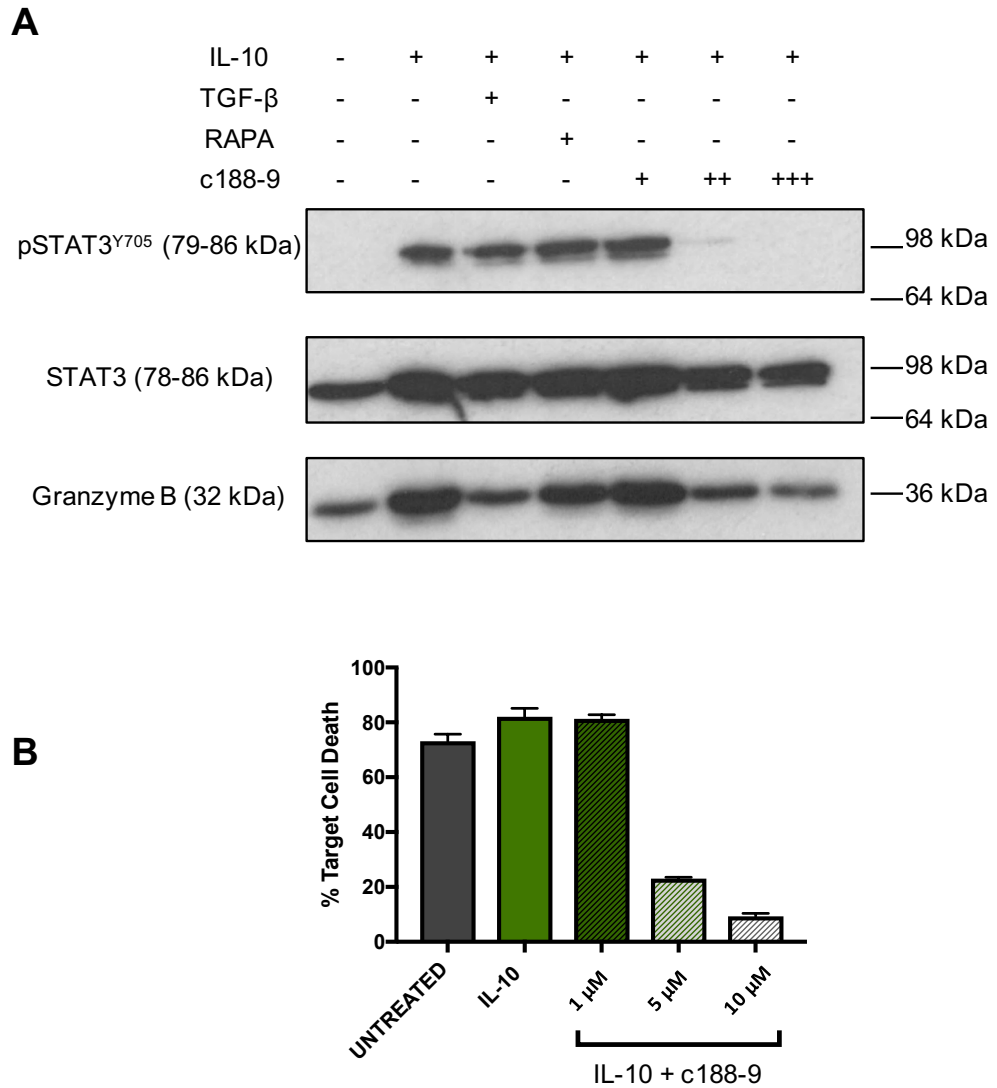 A
IL-10 - + + + + + +
TGF-β - - + - - - -
RAPA - - - + - - -
c188-9 - - - - + ++ +++
pSTAT3Y705 (79-86 kDa)
98 kDa
64 kDa
STAT3 (78-86 kDa)
98 kDa
64 kDa
Granzyme B (32 kDa)
36 kDa
B
% Target Cell Death
100
80
60
40
20
0
UNTREATED
IL-10
1 μM
5 μM
10 μM
IL-10 + c188-9